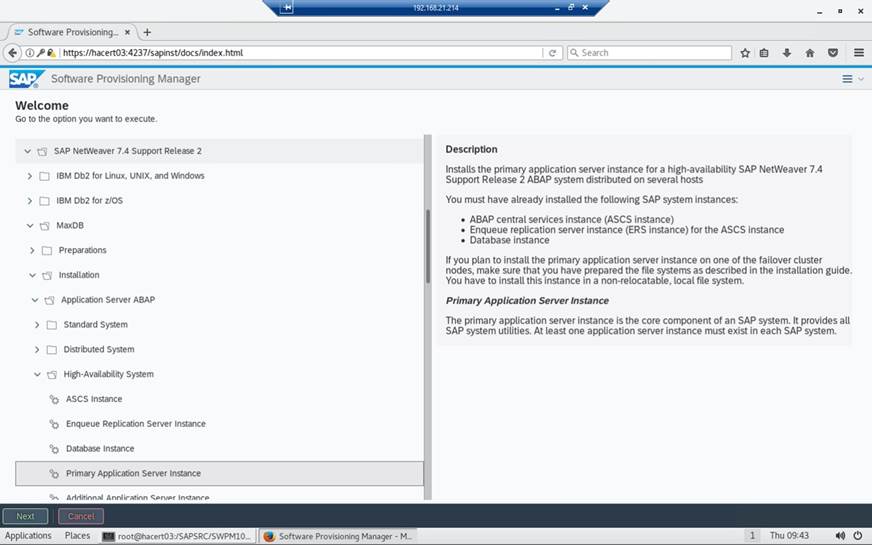 192.168.21.214
Software Provisioning...
https://hacert03:4237/sapinst/docs/index.html
Search
SAP
Software Provisioning Manager
Welcome
Go to the option you want to execute.
SAP NetWeaver 7.4 Support Release 2
IBM Db2 for Linux, UNIX, and Windows
IBM Db2 for z/OS
MaxDB
Preparations
Installation
Application Server ABAP
Standard System
Distributed System
High-Availability System
ASCS Instance
Enqueue Replication Server Instance
Database Instance
Primary Application Server Instance
Additional Application Server Instance
Description
Installs the primary application server instance for a high-availability SAP NetWeaver 7.4
Support Release 2 ABAP system distributed on several hosts
You must have already installed the following SAP system instances:
• ABAP central services instance (ASCS instance)
• Enqueue replication server instance (ERS instance) for the ASCS instance
• Database instance
If you plan to install the primary application server instance on one of the failover cluster
nodes, make sure that you have prepared the file systems as described in the installation guide.
You have to install this instance in a non-relocatable, local file system.
Primary Application Server Instance
The primary application server instance is the core component of an SAP system. It provides all
SAP system utilities. At least one application server instance must exist in each SAP system.
Next
Cancel
Applications
Places
root@hacert03:/SAPSRC/SWPM10...
Software Provisioning Manager - M...
1
Thu 09:43